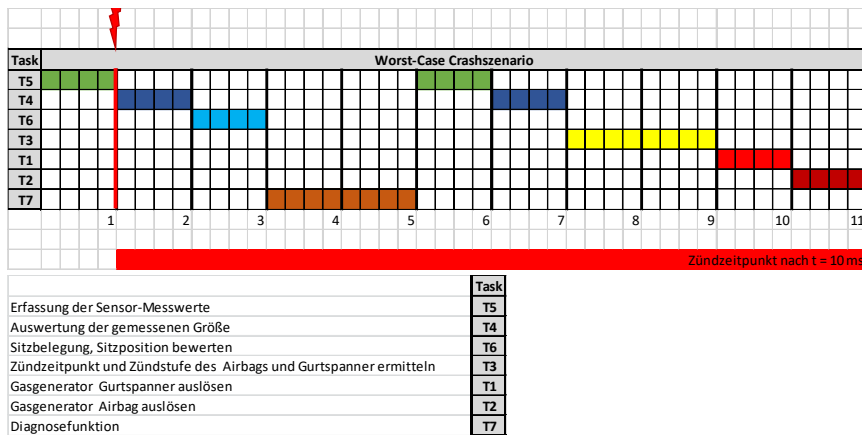 Task Worst-Case Crashszenario
T5
T4
T6
T3
T1
T2
T7
1 2 3 4 5 6 7 8 9 10 11
Zündzeitpunkt nach t = 10 ms
Task
Erfassung der Sensor-Messwerte T5
Auswertung der gemessenen Größe T4
Sitzbelegung, Sitzposition bewerten T6
Zündzeitpunkt und Zündstufe des Airbags und Gurtspanner ermitteln T3
Gasgenerator Gurtspanner auslösen T1
Gasgenerator Airbag auslösen T2
Diagnosefunktion T7